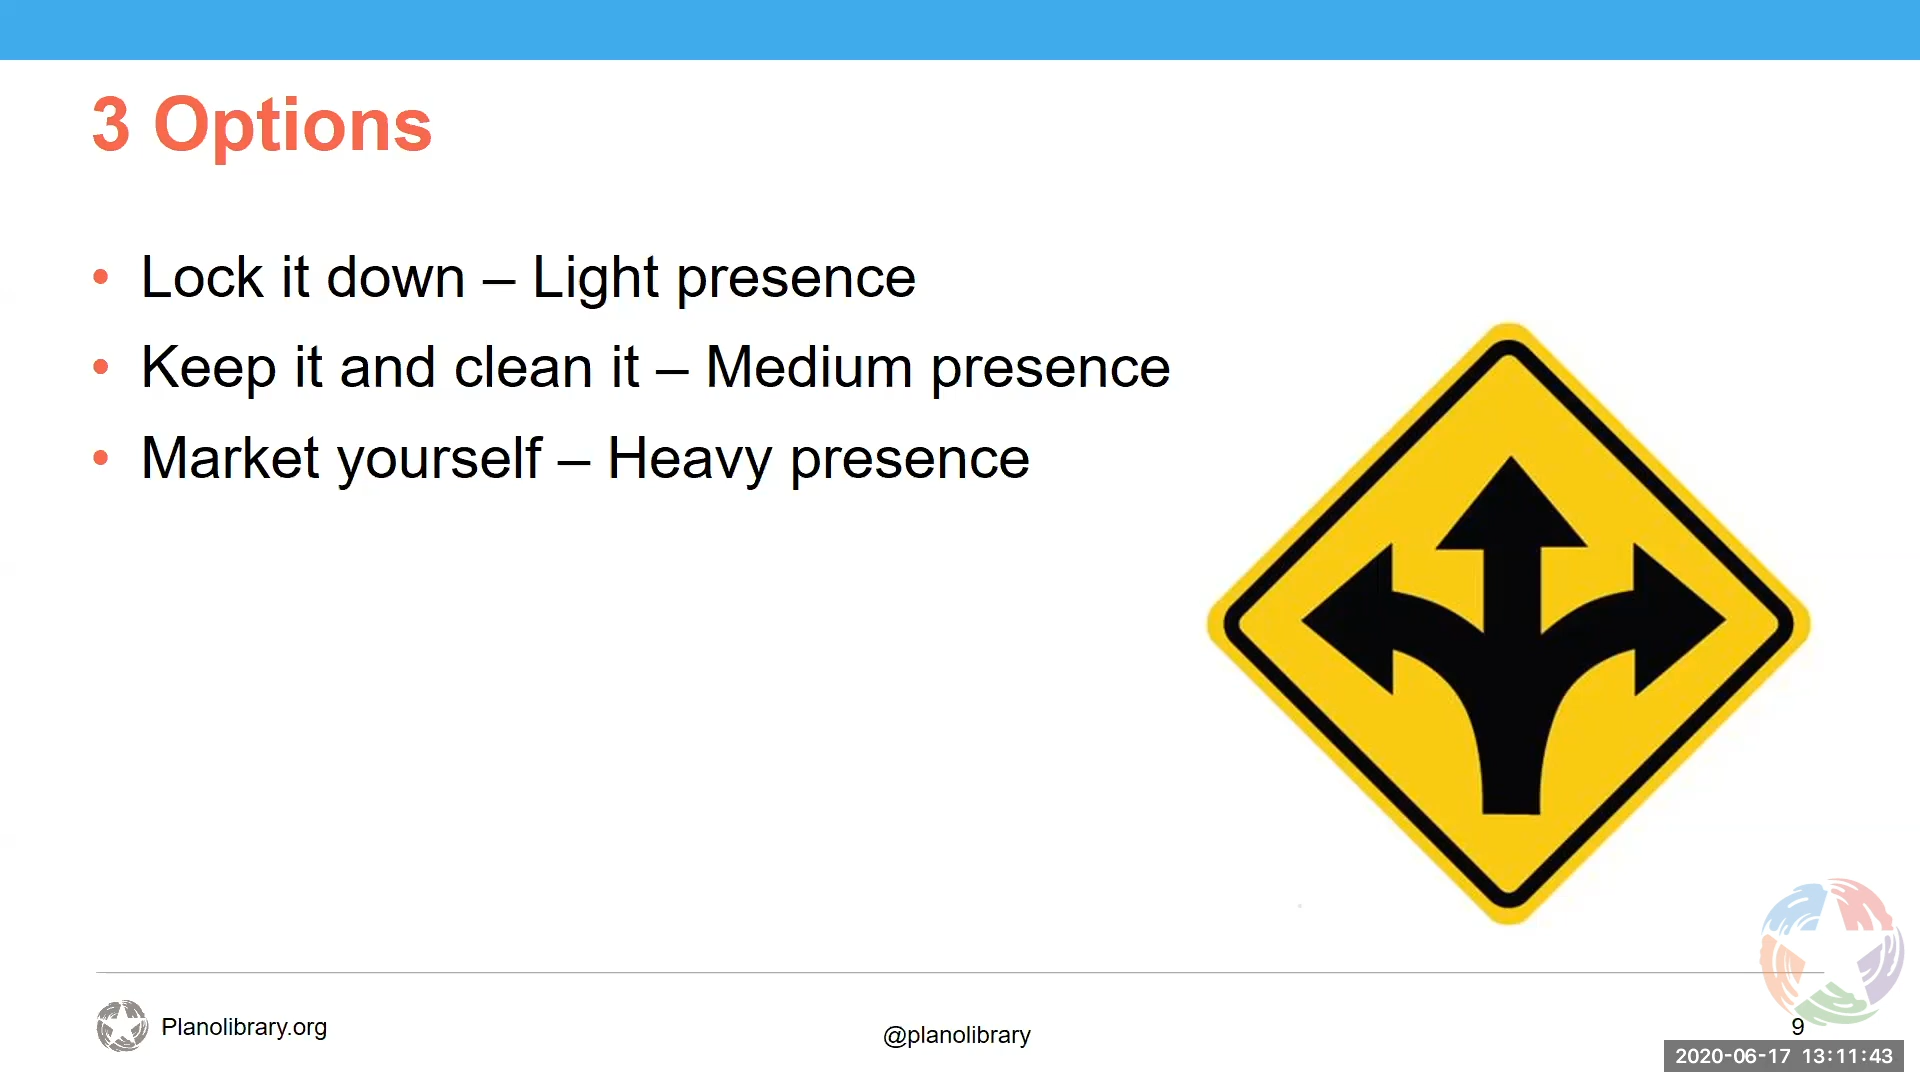 3 Options
• Lock it down – Light presence
• Keep it and clean it – Medium presence
• Market yourself – Heavy presence
Planolibrary.org
@planolibrary
9
2020-06-17 13:11:43